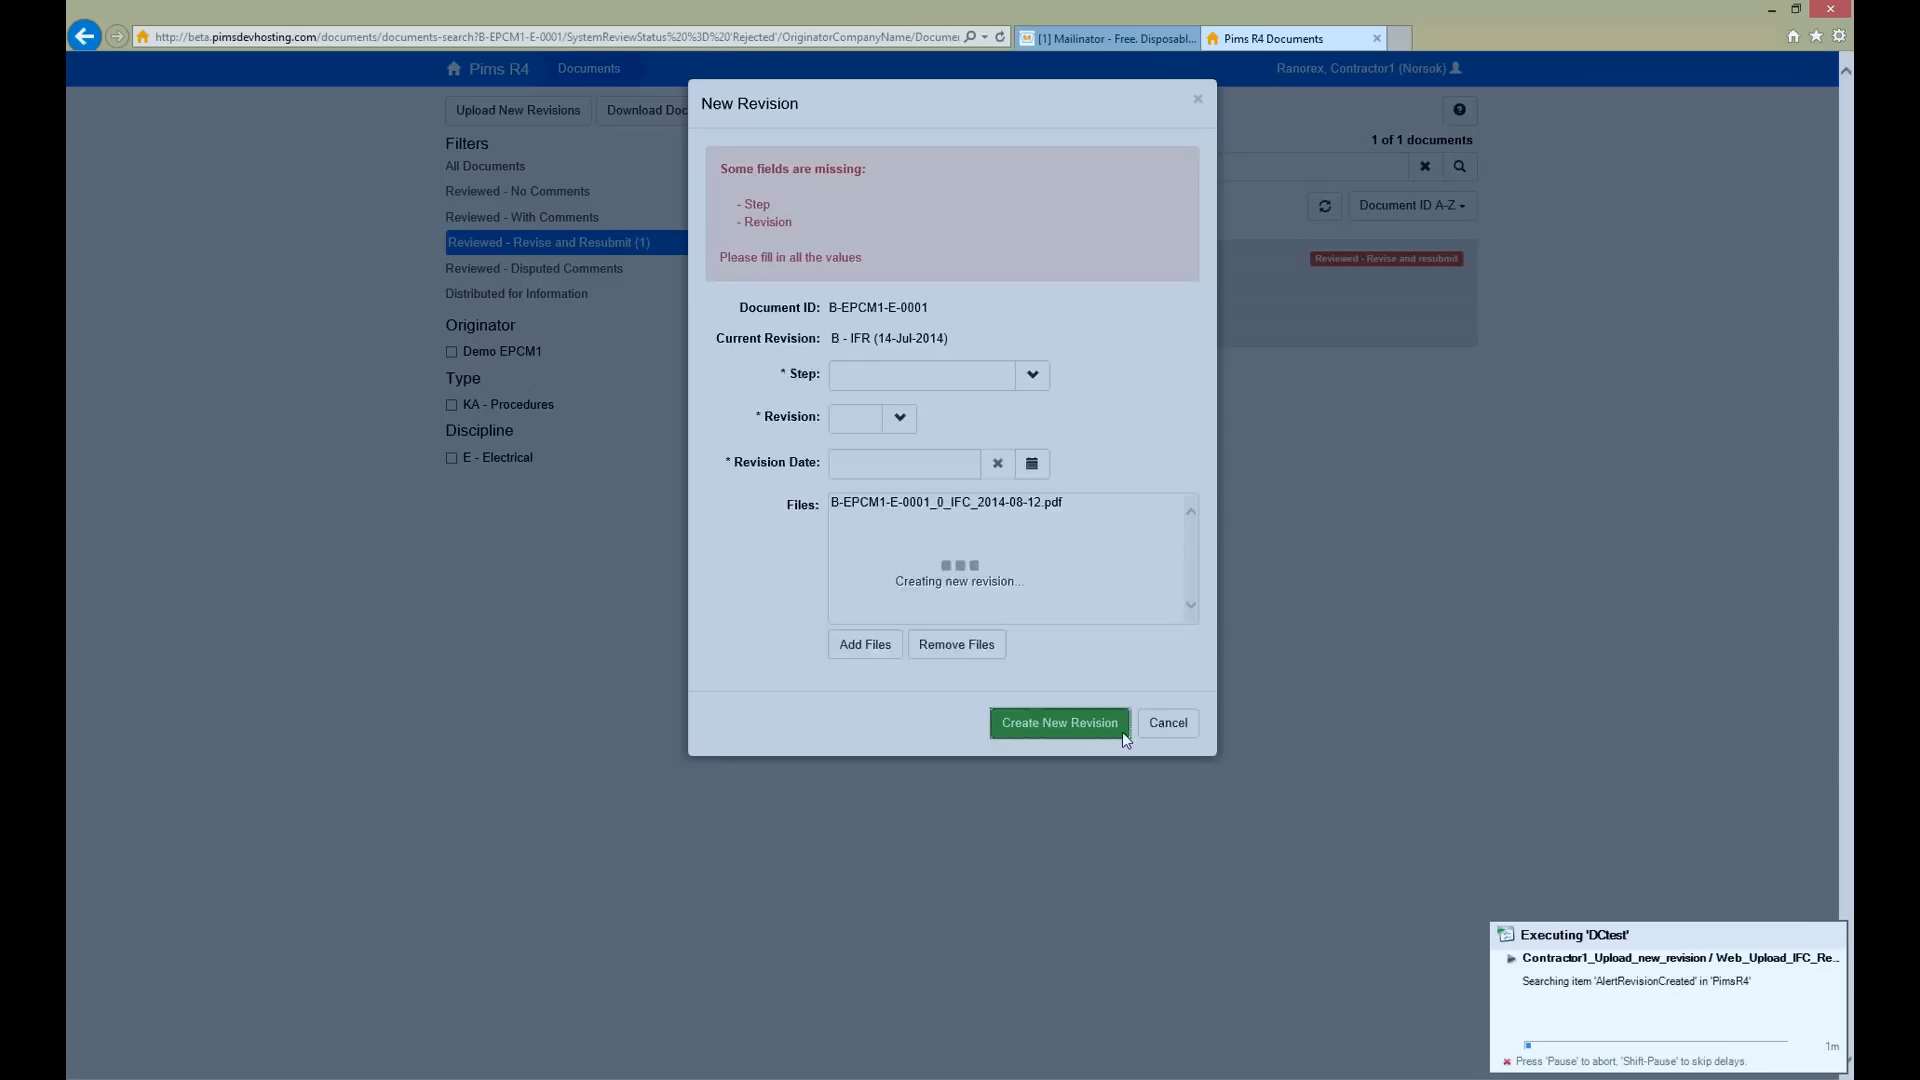 http://beta.pimsdevhosting.com/documents/documents-search?B-EPCM1-E-0001/SystemReviewStatus%20%3D%20'Rejected'/OriginatorCompanyName/Docume
[1] Mailinator - Free. Disposabl...
Pims R4 Documents
Pims R4
Documents
Ranorex, Contractor1 (Norsok)
Upload New Revisions
Download Doc
Filters
All Documents
Reviewed - No Comments
Reviewed - With Comments
Reviewed - Revise and Resubmit (1)
Reviewed - Disputed Comments
Distributed for Information
Originator
Demo EPCM1
Type
KA - Procedures
Discipline
E - Electrical
New Revision
Some fields are missing:
- Step
- Revision
Please fill in all the values
Document ID: B-EPCM1-E-0001
Current Revision: B - IFR (14-Jul-2014)
* Step:
* Revision:
* Revision Date:
Files:
B-EPCM1-E-0001_0_IFC_2014-08-12.pdf
Creating new revision...
Add Files
Remove Files
Create New Revision
Cancel
1 of 1 documents
Document ID A-Z
Reviewed - Revise and resubmit
Executing 'DCtest'
Contractor1_Upload_new_revision / Web_Upload_IFC_Re...
Searching item 'AlertRevisionCreated' in 'PimsR4'
1m
Press 'Pause' to abort, 'Shift-Pause' to skip delays.